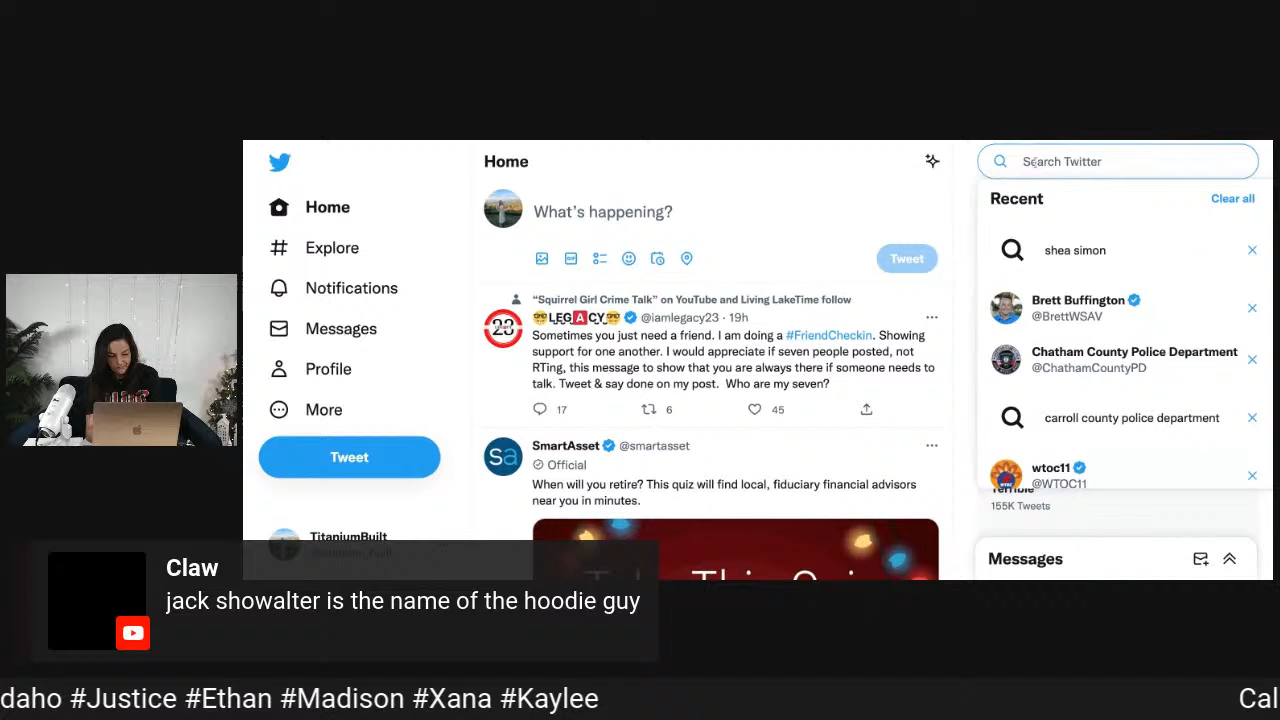 Home
Explore
Notifications
Messages
Profile
More
Tweet
TitaniumBuilt
Home
What's happening?
Tweet
"Squirrel Girl Crime Talk" on YouTube and Living LakeTime follow
🤓LEGACY🤓 @iamlegacy23 · 19h
23
Sometimes you just need a friend. I am doing a #FriendCheckin. Showing
support for one another. I would appreciate if seven people posted, not
RTing, this message to show that you are always there if someone needs to
talk. Tweet & say done on my post. Who are my seven?
17 6 45
sa
SmartAsset @smartasset
Official
When will you retire? This quiz will find local, fiduciary financial advisors
near you in minutes.
Search Twitter
Recent Clear all
shea simon
Brett Buffington
@BrettWSAV
Chatham County Police Department
@ChathamCountyPD
carroll county police department
wtoc11
@WTOC11
Terrible
155K Tweets
Messages
Claw
jack showalter is the name of the hoodie guy
daho #Justice #Ethan #Madison #Xana #Kaylee
Cal